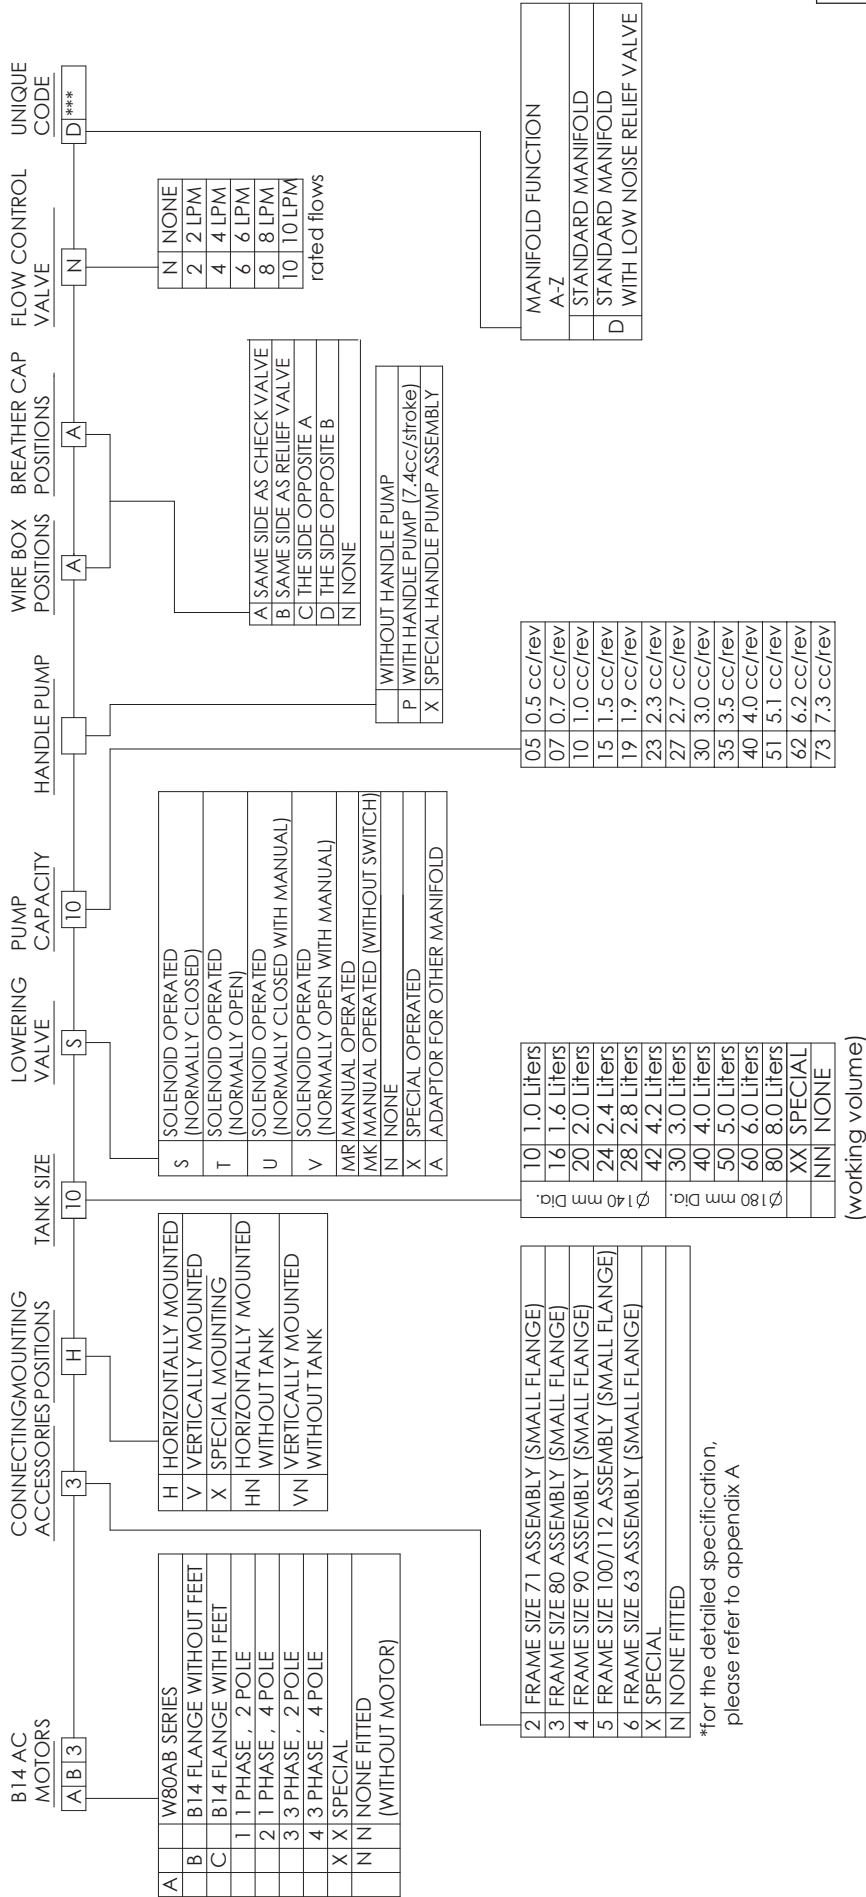 B14 AC
MOTORS
CONNECTING
ACCESSORIES
MOUNTING
POSITIONS
TANK SIZE
LOWERING
VALVE
PUMP
CAPACITY
HANDLE PUMP
WIRE BOX
POSITIONS
BREATHER CAP
POSITIONS
FLOW CONTROL
VALVE
UNIQUE
CODE
A B 3
3
H
10
S
10
A
A
N
D ***
A W80AB SERIES
B B14 FLANGE WITHOUT FEET
C B14 FLANGE WITH FEET
1 1 PHASE , 2 POLE
2 1 PHASE , 4 POLE
3 3 PHASE , 2 POLE
4 3 PHASE , 4 POLE
X X SPECIAL
N N NONE FITTED
(WITHOUT MOTOR)
H HORIZONTALLY MOUNTED
V VERTICALLY MOUNTED
X SPECIAL MOUNTING
HN HORIZONTALLY MOUNTED
WITHOUT TANK
VN VERTICALLY MOUNTED
WITHOUT TANK
S SOLENOID OPERATED
(NORMALLY CLOSED)
T SOLENOID OPERATED
(NORMALLY OPEN)
U SOLENOID OPERATED
(NORMALLY CLOSED WITH MANUAL)
V SOLENOID OPERATED
(NORMALLY OPEN WITH MANUAL)
MR MANUAL OPERATED
MK MANUAL OPERATED (WITHOUT SWITCH)
N NONE
X SPECIAL OPERATED
A ADAPTOR FOR OTHER MANIFOLD
A SAME SIDE AS CHECK VALVE
B SAME SIDE AS RELIEF VALVE
C THE SIDE OPPOSITE A
D THE SIDE OPPOSITE B
N NONE
WITHOUT HANDLE PUMP
P WITH HANDLE PUMP (7.4cc/stroke)
X SPECIAL HANDLE PUMP ASSEMBLY
N NONE
2 2 LPM
4 4 LPM
6 6 LPM
8 8 LPM
10 10 LPM
rated flows
2 FRAME SIZE 71 ASSEMBLY (SMALL FLANGE)
3 FRAME SIZE 80 ASSEMBLY (SMALL FLANGE)
4 FRAME SIZE 90 ASSEMBLY (SMALL FLANGE)
5 FRAME SIZE 100/112 ASSEMBLY (SMALL FLANGE)
6 FRAME SIZE 63 ASSEMBLY (SMALL FLANGE)
X SPECIAL
N NONE FITTED
*for the detailed specification,
please refer to appendix A
Ø140 mm Dia.
10 1.0 Liters
16 1.6 Liters
20 2.0 Liters
24 2.4 Liters
28 2.8 Liters
42 4.2 Liters
Ø180 mm Dia.
30 3.0 Liters
40 4.0 Liters
50 5.0 Liters
60 6.0 Liters
80 8.0 Liters
XX SPECIAL
NN NONE
(working volume)
05 0.5 cc/rev
07 0.7 cc/rev
10 1.0 cc/rev
15 1.5 cc/rev
19 1.9 cc/rev
23 2.3 cc/rev
27 2.7 cc/rev
30 3.0 cc/rev
35 3.5 cc/rev
40 4.0 cc/rev
51 5.1 cc/rev
62 6.2 cc/rev
73 7.3 cc/rev
MANIFOLD FUNCTION
A-Z
STANDARD MANIFOLD
D STANDARD MANIFOLD
WITH LOW NOISE RELIEF VALVE